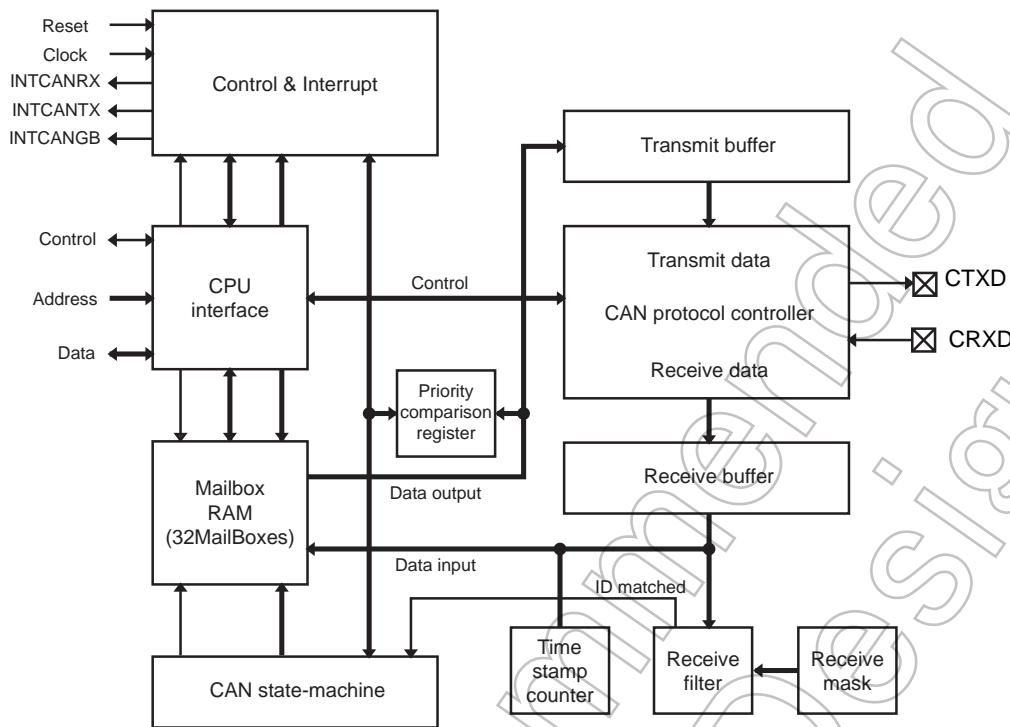 Reset
Clock
INTCANRX
INTCANTX
INTCANGB
Control & Interrupt
Transmit buffer
Control
Address
Data
CPU
interface
Control
Transmit data
CAN protocol controller
Receive data
CTXD
CRXD
Priority
comparison
register
Mailbox
RAM
(32MailBoxes)
Data output
Receive buffer
Data input
ID matched
CAN state-machine
Time
stamp
counter
Receive
filter
Receive
mask